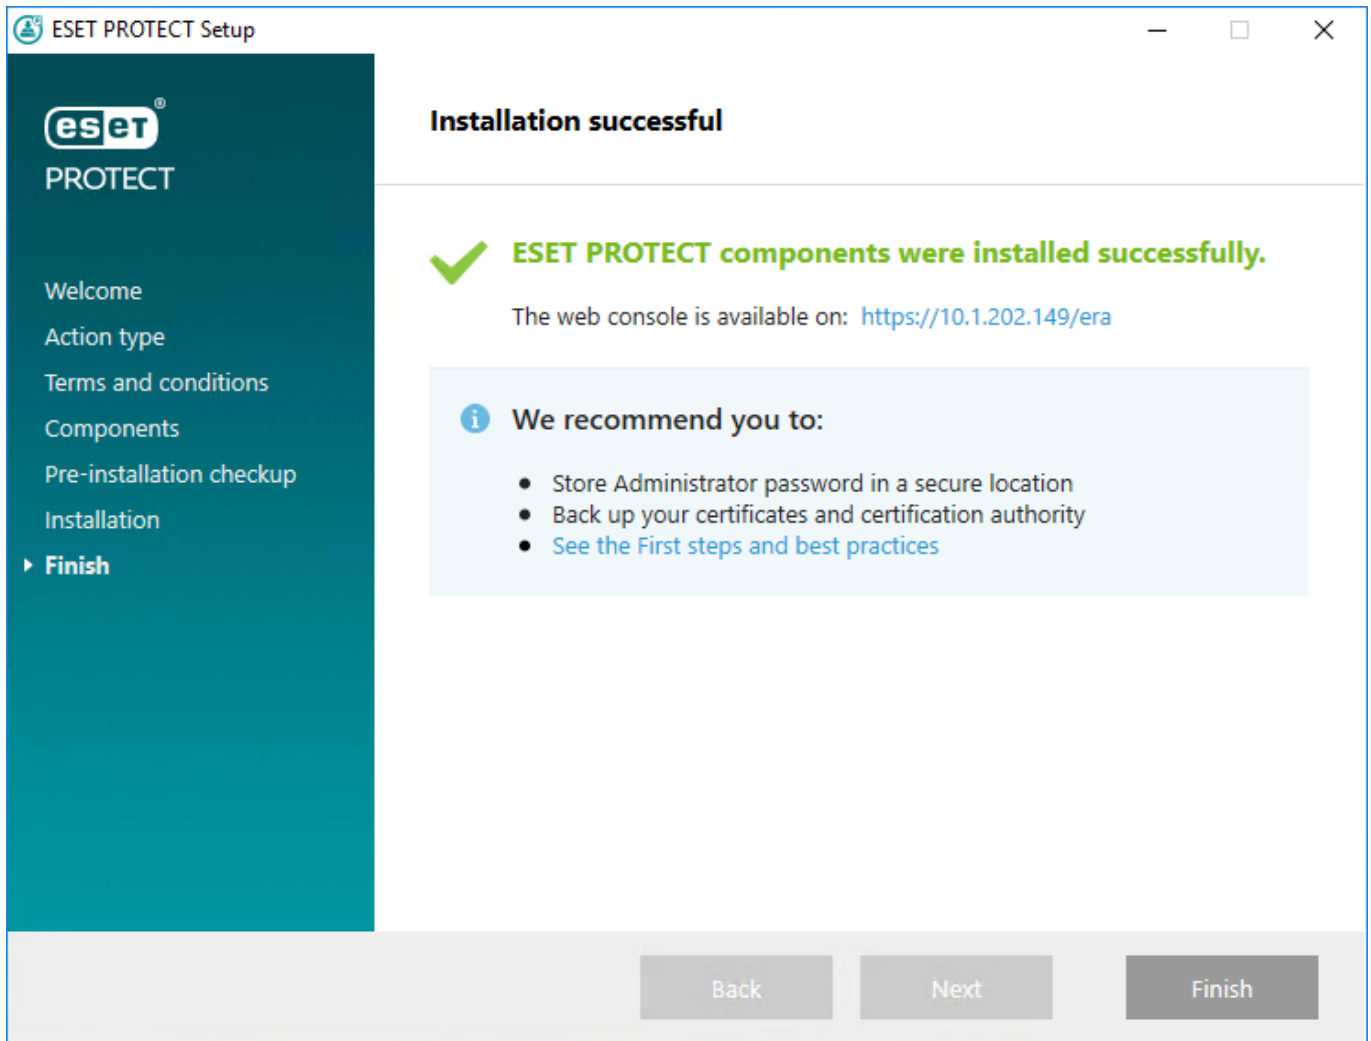 ESET PROTECT Setup
eseT®
PROTECT
Welcome
Action type
Terms and conditions
Components
Pre-installation checkup
Installation
Finish
Installation successful
ESET PROTECT components were installed successfully.
The web console is available on: https://10.1.202.149/era
i
We recommend you to:
● Store Administrator password in a secure location
● Back up your certificates and certification authority
● See the First steps and best practices
Back
Next
Finish